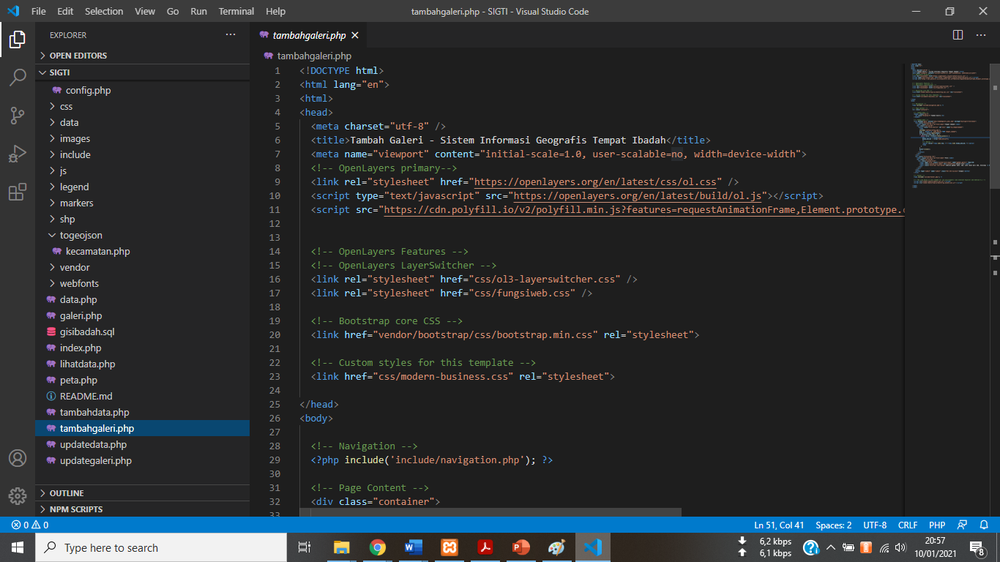 File Edit Selection View Go Run Terminal Help tambahgaleri.php - SIGTI - Visual Studio Code
EXPLORER
OPEN EDITORS
SIGTI
config.php
css
data
images
include
js
legend
markers
shp
togeojson
kecamatan.php
vendor
webfonts
data.php
galeri.php
gisibadah.sql
index.php
lihatdata.php
peta.php
README.md
tambahdata.php
tambahgaleri.php
updatedata.php
updategaleri.php
OUTLINE
NPM SCRIPTS
tambahgaleri.php
tambahgaleri.php
1 <!DOCTYPE html>
2 <html lang="en">
3 <html>
4 <head>
5 <meta charset="utf-8" />
6 <title>Tambah Galeri - Sistem Informasi Geografis Tempat Ibadah</title>
7 <meta name="viewport" content="initial-scale=1.0, user-scalable=no, width=device-width">
8 <!-- OpenLayers primary-->
9 <link rel="stylesheet" href="https://openlayers.org/en/latest/css/ol.css" />
10 <script type="text/javascript" src="https://openlayers.org/en/latest/build/ol.js"></script>
11 <script src="https://cdn.polyfill.io/v2/polyfill.min.js?features=requestAnimationFrame,Element.prototype.c
12
13
14 <!-- OpenLayers Features -->
15 <!-- OpenLayers LayerSwitcher -->
16 <link rel="stylesheet" href="css/ol3-layerswitcher.css" />
17 <link rel="stylesheet" href="css/fungsiweb.css" />
18
19 <!-- Bootstrap core CSS -->
20 <link href="vendor/bootstrap/css/bootstrap.min.css" rel="stylesheet">
21
22 <!-- Custom styles for this template -->
23 <link href="css/modern-business.css" rel="stylesheet">
24
25 </head>
26 <body>
27
28 <!-- Navigation -->
29 <?php include('include/navigation.php'); ?>
30
31 <!-- Page Content -->
32 <div class="container">
33
0 0 Ln 51, Col 41 Spaces: 2 UTF-8 CRLF PHP
Type here to search
6,2 kbps
6,1 kbps
20:57
10/01/2021
8